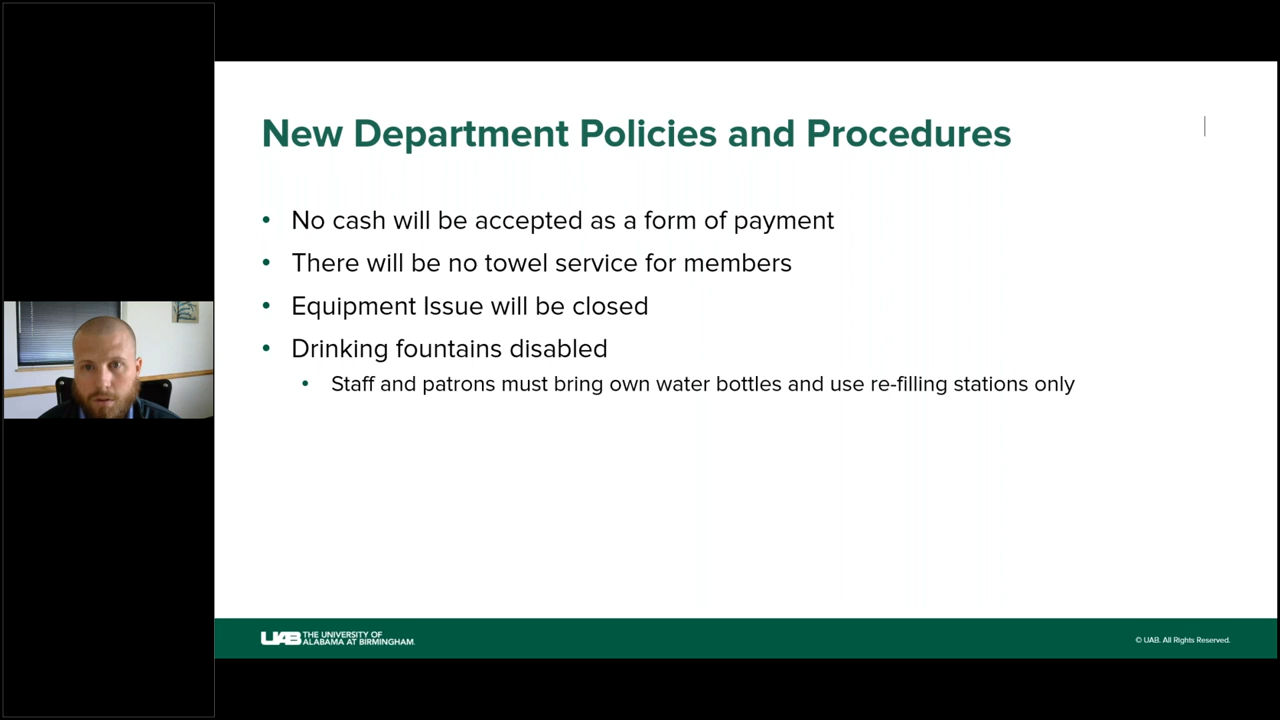 New Department Policies and Procedures
• No cash will be accepted as a form of payment
• There will be no towel service for members
• Equipment Issue will be closed
• Drinking fountains disabled
• Staff and patrons must bring own water bottles and use re-filling stations only
UAB THE UNIVERSITY OF
ALABAMA AT BIRMINGHAM.
© UAB. All Rights Reserved.